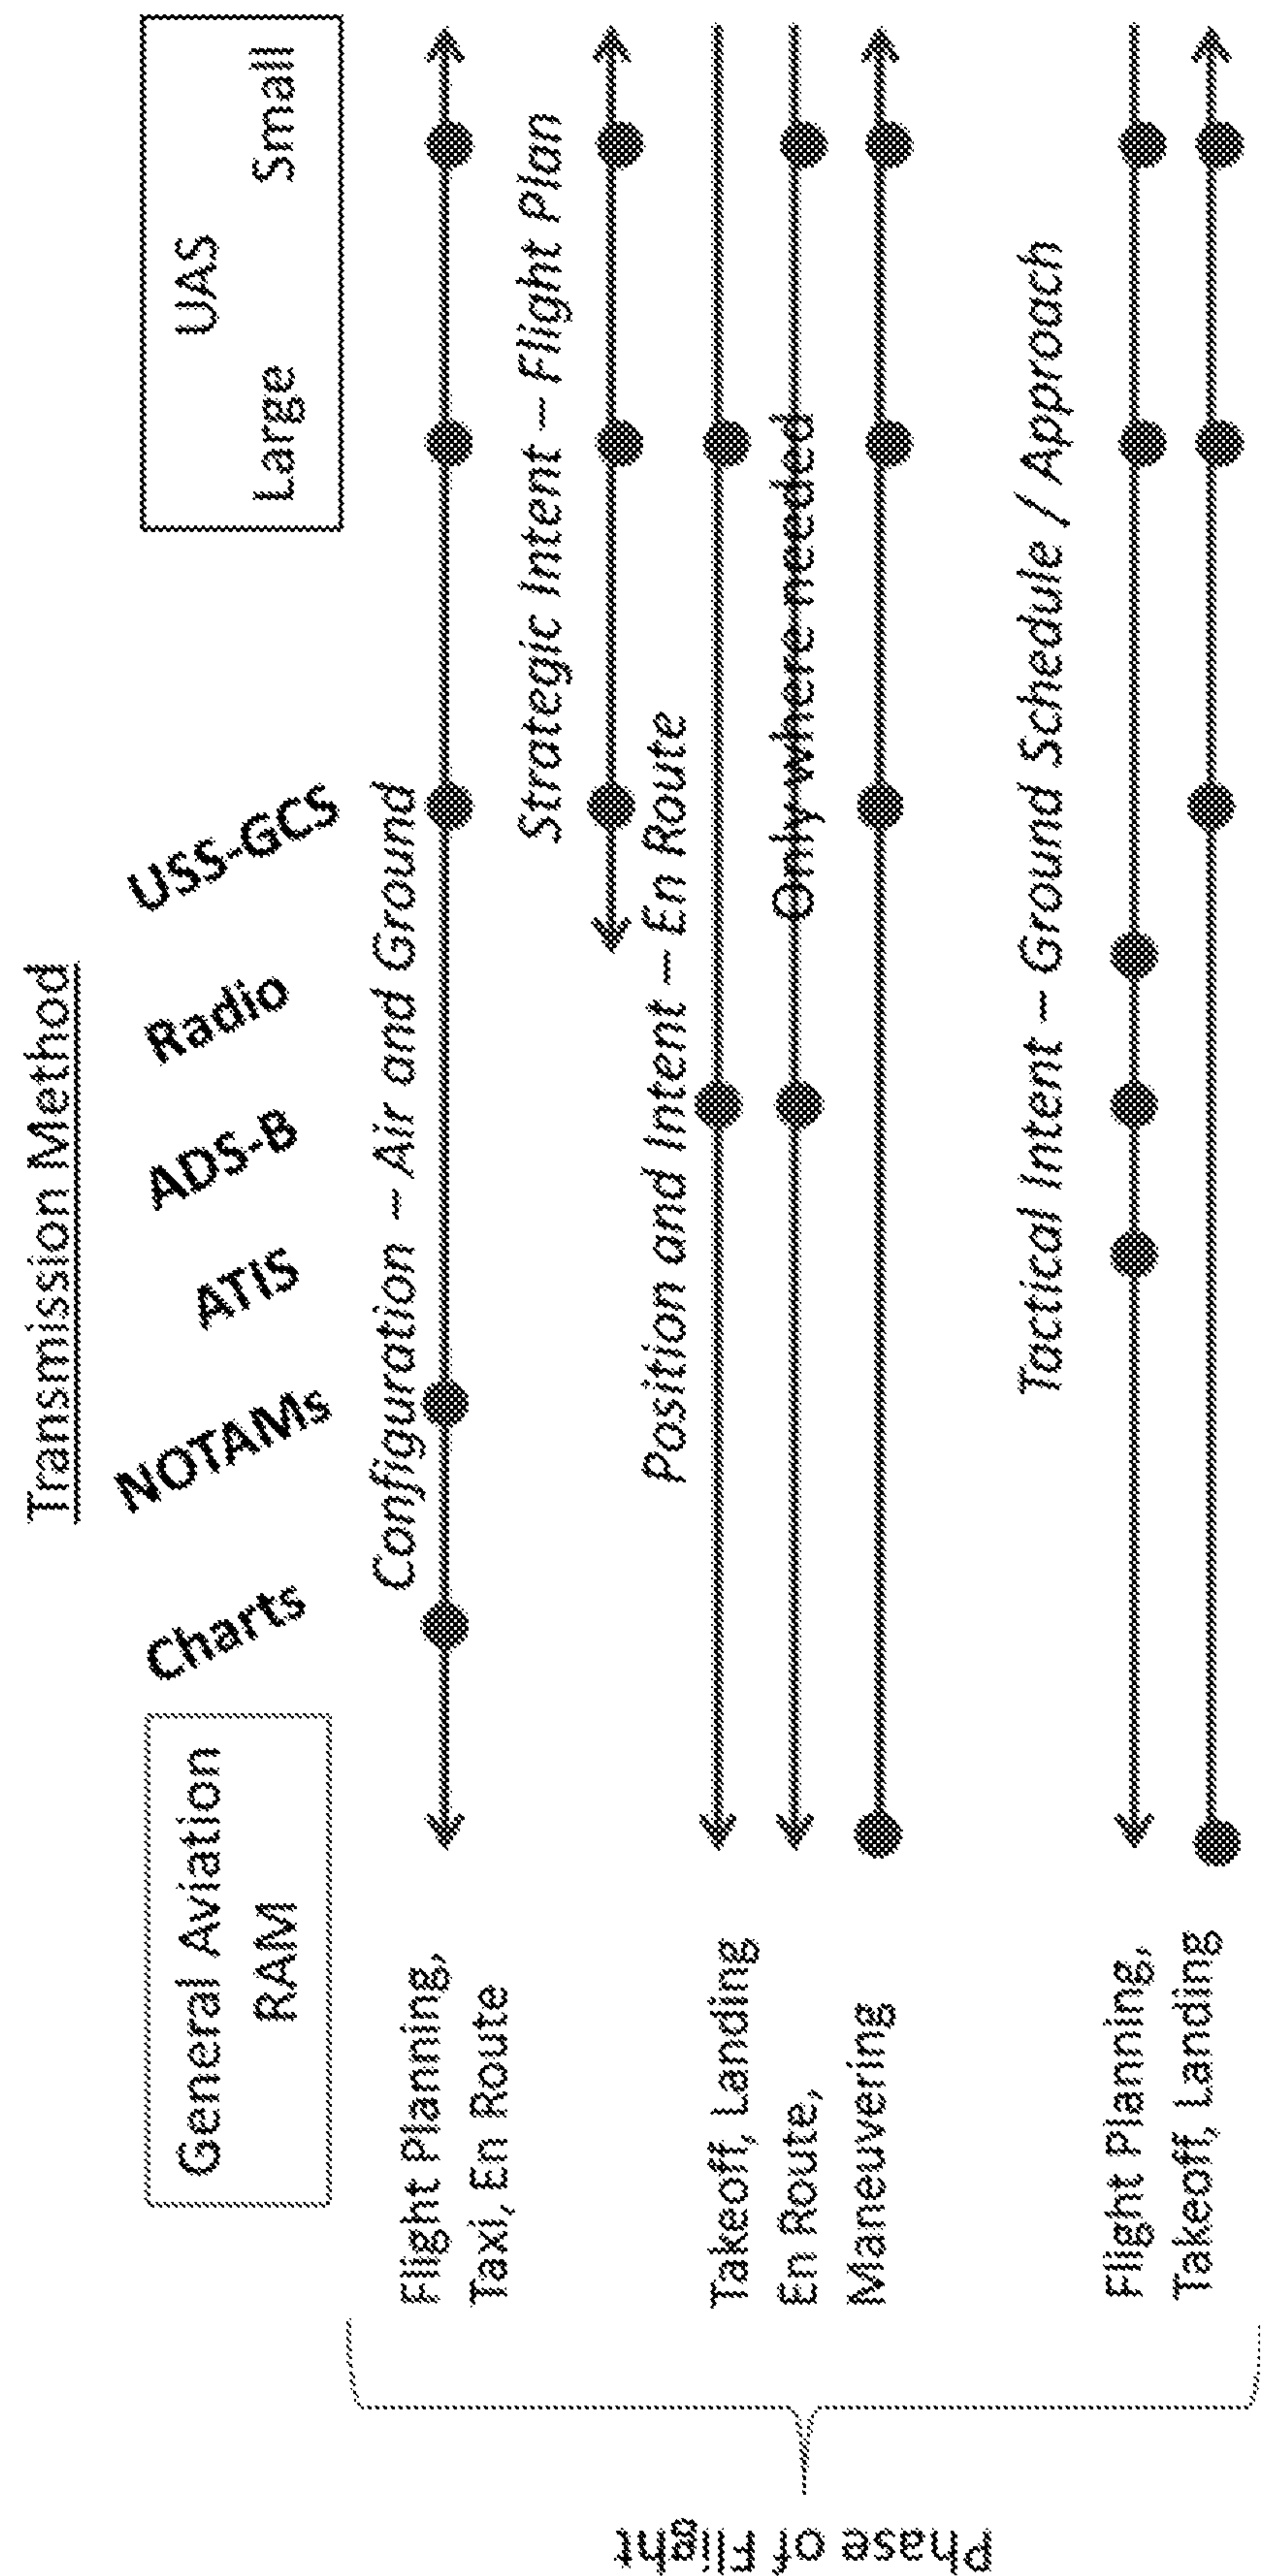 Transmission Method
General Aviation
RAM
Charts
NOTAMs
ATIS
ADS-B
Radio
USS-GCS
UAS
Large Small
Configuration – Air and Ground
Flight Planning,
Taxi, En Route
Strategic Intent – Flight Plan
Position and Intent – En Route
Takeoff, Landing
En Route,
Only where needed
Maneuvering
Tactical Intent – Ground Schedule / Approach
Flight Planning,
Takeoff, Landing
Phase of Flight